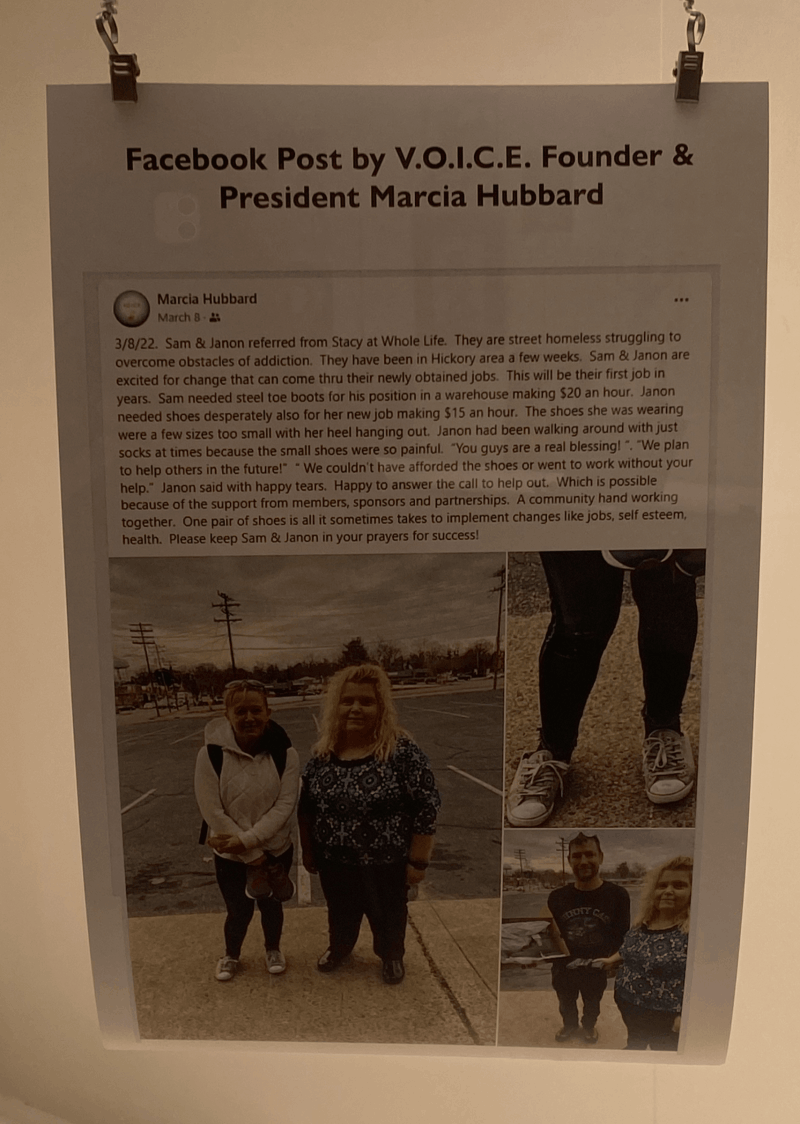 Facebook Post by V.O.I.C.E. Founder &
President Marcia Hubbard
Marcia Hubbard
March 8 ·
3/8/22. Sam & Janon referred from Stacy at Whole Life. They are street homeless struggling to
overcome obstacles of addiction. They have been in Hickory area a few weeks. Sam & Janon are
excited for change that can come thru their newly obtained jobs. This will be their first job in
years. Sam needed steel toe boots for his position in a warehouse making $20 an hour. Janon
needed shoes desperately also for her new job making $15 an hour. The shoes she was wearing
were a few sizes too small with her heel hanging out. Janon had been walking around with just
socks at times because the small shoes were so painful. "You guys are a real blessing! ". "We plan
to help others in the future!" " We couldn't have afforded the shoes or went to work without your
help." Janon said with happy tears. Happy to answer the call to help out. Which is possible
because of the support from members, sponsors and partnerships. A community hand working
together. One pair of shoes is all it sometimes takes to implement changes like jobs, self esteem,
health. Please keep Sam & Janon in your prayers for success!